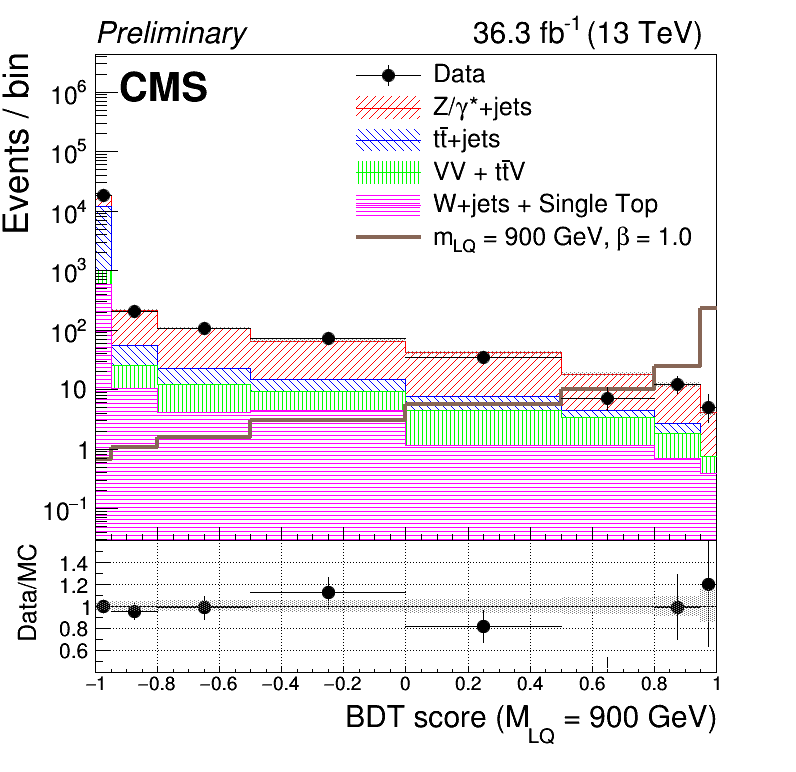 Preliminary 36.3 fb⁻¹ (13 TeV)
CMS
Events / bin
10⁶
10⁵
10⁴
10³
10²
10
1
10⁻¹
Data
Z/γ*+jets
tt̄+jets
VV + tt̄V
W+jets + Single Top
m_LQ = 900 GeV, β = 1.0
Data/MC
1.4
1.2
1
0.8
0.6
−1 −0.8 −0.6 −0.4 −0.2 0 0.2 0.4 0.6 0.8 1
BDT score (M_LQ = 900 GeV)